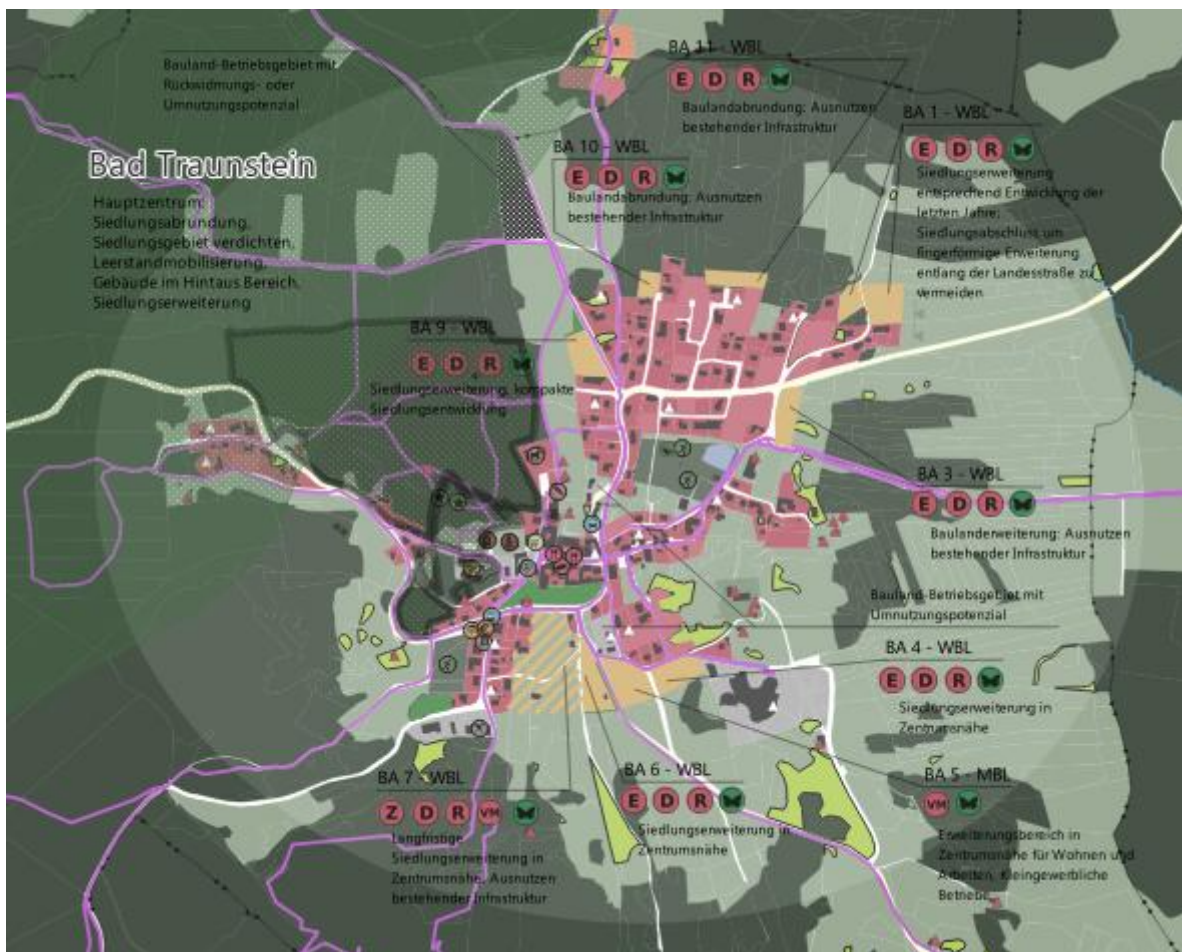 Bauland-Betriebsgebiet mit
Rückwidmungs- oder
Umnutzungspotenzial
Bad Traunstein
Hauptzentrum:
Siedlungsabrundung,
Siedlungsgebiet verdichten,
Leerstandmobilisierung,
Gebäude im Hintaus Bereich,
Siedlungserweiterung
BA 11 - WBL
E D R
Baulandabrundung: Ausnutzen
bestehender Infrastruktur
BA 10 - WBL
E D R
Baulandabrundung: Ausnutzen
bestehender Infrastruktur
BA 1 - WBL
E D R
Siedlungserweiterung
entsprechend Entwicklung der
letzten Jahre;
Siedlungsabschluss um
fingerförmige Erweiterung
entlang der Landesstraße zu
vermeiden
BA 9 - WBL
E D R
Siedlungserweiterung, kompakte
Siedlungsentwicklung
BA 3 - WBL
E D R
Baulanderweiterung: Ausnutzen
bestehender Infrastruktur
Bauland-Betriebsgebiet mit
Umnutzungspotenzial
BA 4 - WBL
E D R
Siedlungserweiterung in
Zentrumsnähe
BA 7 - WBL
Z D R VM
Langfristige
Siedlungserweiterung in
Zentrumsnähe, Ausnutzen
bestehender Infrastruktur
BA 6 - WBL
E D R
Siedlungserweiterung in
Zentrumsnähe
BA 5 - MBL
VM
Erweiterungsbereich in
Zentrumsnähe für Wohnen und
Arbeiten, Kleingewerbliche
Betriebe